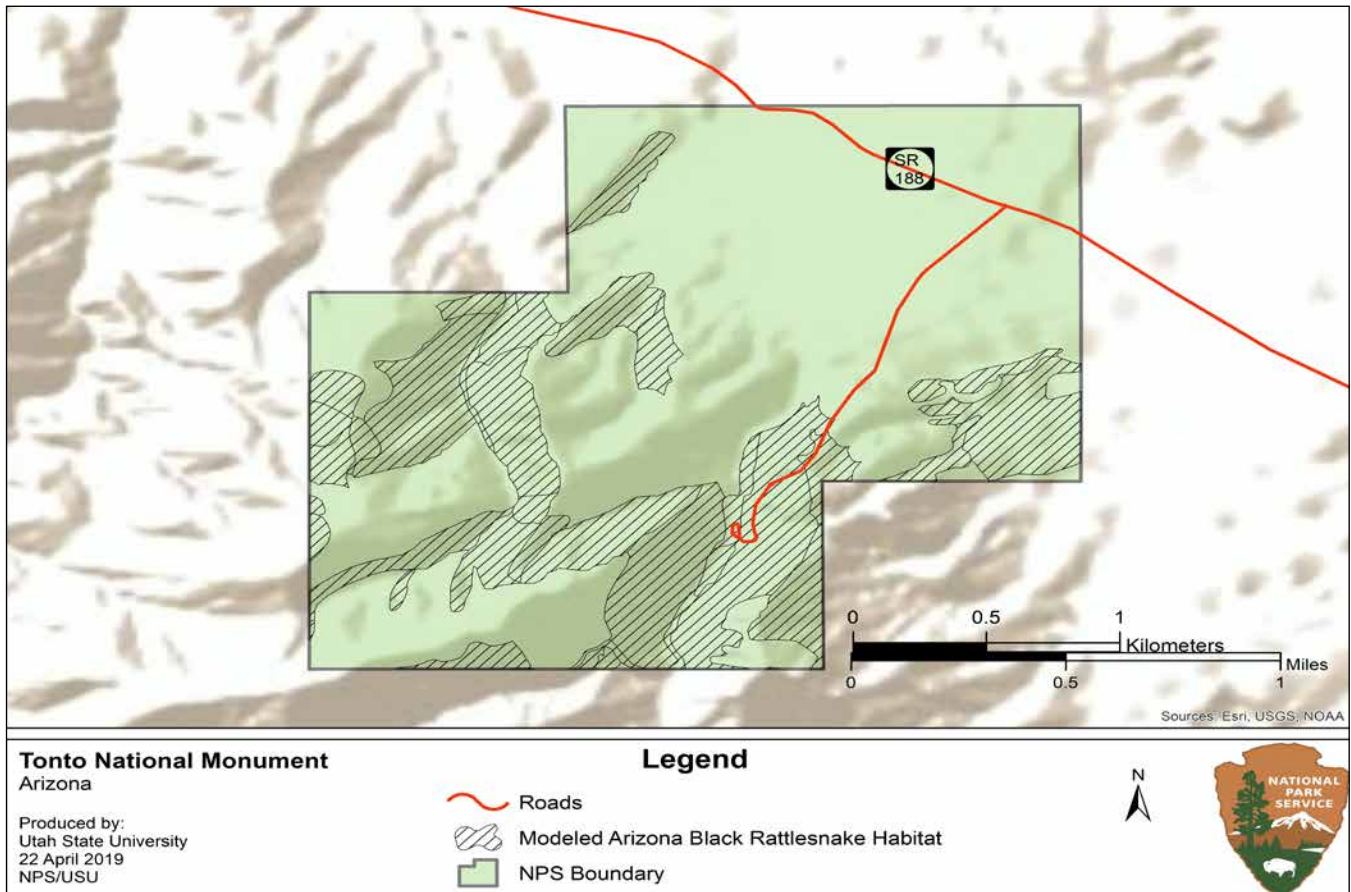 SR
188
0 0.5 1
Kilometers
Miles
0 0.5 1
Sources: Esri, USGS, NOAA
Tonto National Monument
Arizona
Produced by:
Utah State University
22 April 2019
NPS/USU
Legend
Roads
Modeled Arizona Black Rattlesnake Habitat
NPS Boundary
N
NATIONAL
PARK
SERVICE